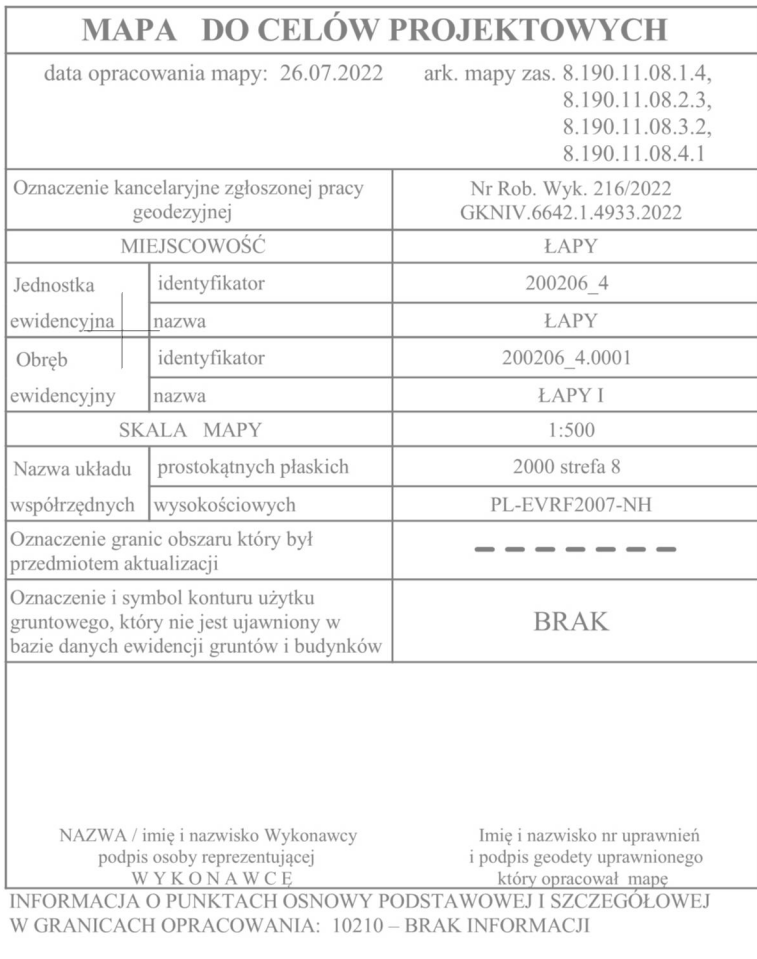 MAPA DO CELÓW PROJEKTOWYCH
data opracowania mapy: 26.07.2022
ark. mapy zas. 8.190.11.08.1.4,
8.190.11.08.2.3,
8.190.11.08.3.2,
8.190.11.08.4.1
Oznaczenie kancelaryjne zgłoszonej pracy
geodezyjnej
Nr Rob. Wyk. 216/2022
GKNIV.6642.1.4933.2022
MIEJSCOWOŚĆ
ŁAPY
Jednostka
ewidencyjna
identyfikator
200206_4
nazwa
ŁAPY
Obręb
ewidencyjny
identyfikator
200206_4.0001
nazwa
ŁAPY I
SKALA MAPY
1:500
Nazwa układu
współrzędnych
prostokątnych płaskich
2000 strefa 8
wysokościowych
PL-EVRF2007-NH
Oznaczenie granic obszaru który był
przedmiotem aktualizacji
Oznaczenie i symbol konturu użytku
gruntowego, który nie jest ujawniony w
bazie danych ewidencji gruntów i budynków
BRAK
NAZWA / imię i nazwisko Wykonawcy
podpis osoby reprezentującej
W Y K O N A W C Ę
Imię i nazwisko nr uprawnień
i podpis geodety uprawnionego
który opracował mapę
INFORMACJA O PUNKTACH OSNOWY PODSTAWOWEJ I SZCZEGÓŁOWEJ
W GRANICACH OPRACOWANIA: 10210 – BRAK INFORMACJI